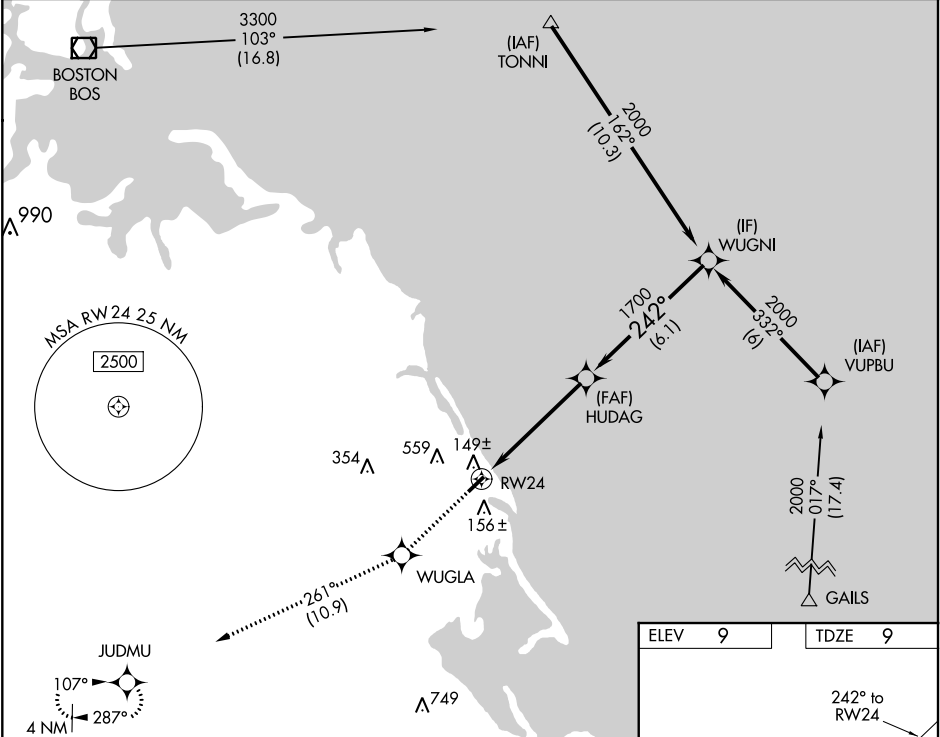 3300
103°
(16.8)
BOSTON
BOS
(IAF)
TONNI
2000
162°
(10.3)
990
(IF)
WUGNI
1700
242°
(6.1)
2000
332°
(6)
(IAF)
VUPBU
MSA RW 24 25 NM
2500
(FAF)
HUDAG
354
559
149±
RW24
156±
2000
017°
(17.4)
WUGLA
GAILS
261°
(10.9)
ELEV 9
TDZE 9
JUDMU
107°
287°
4 NM
749
242° to
RW24